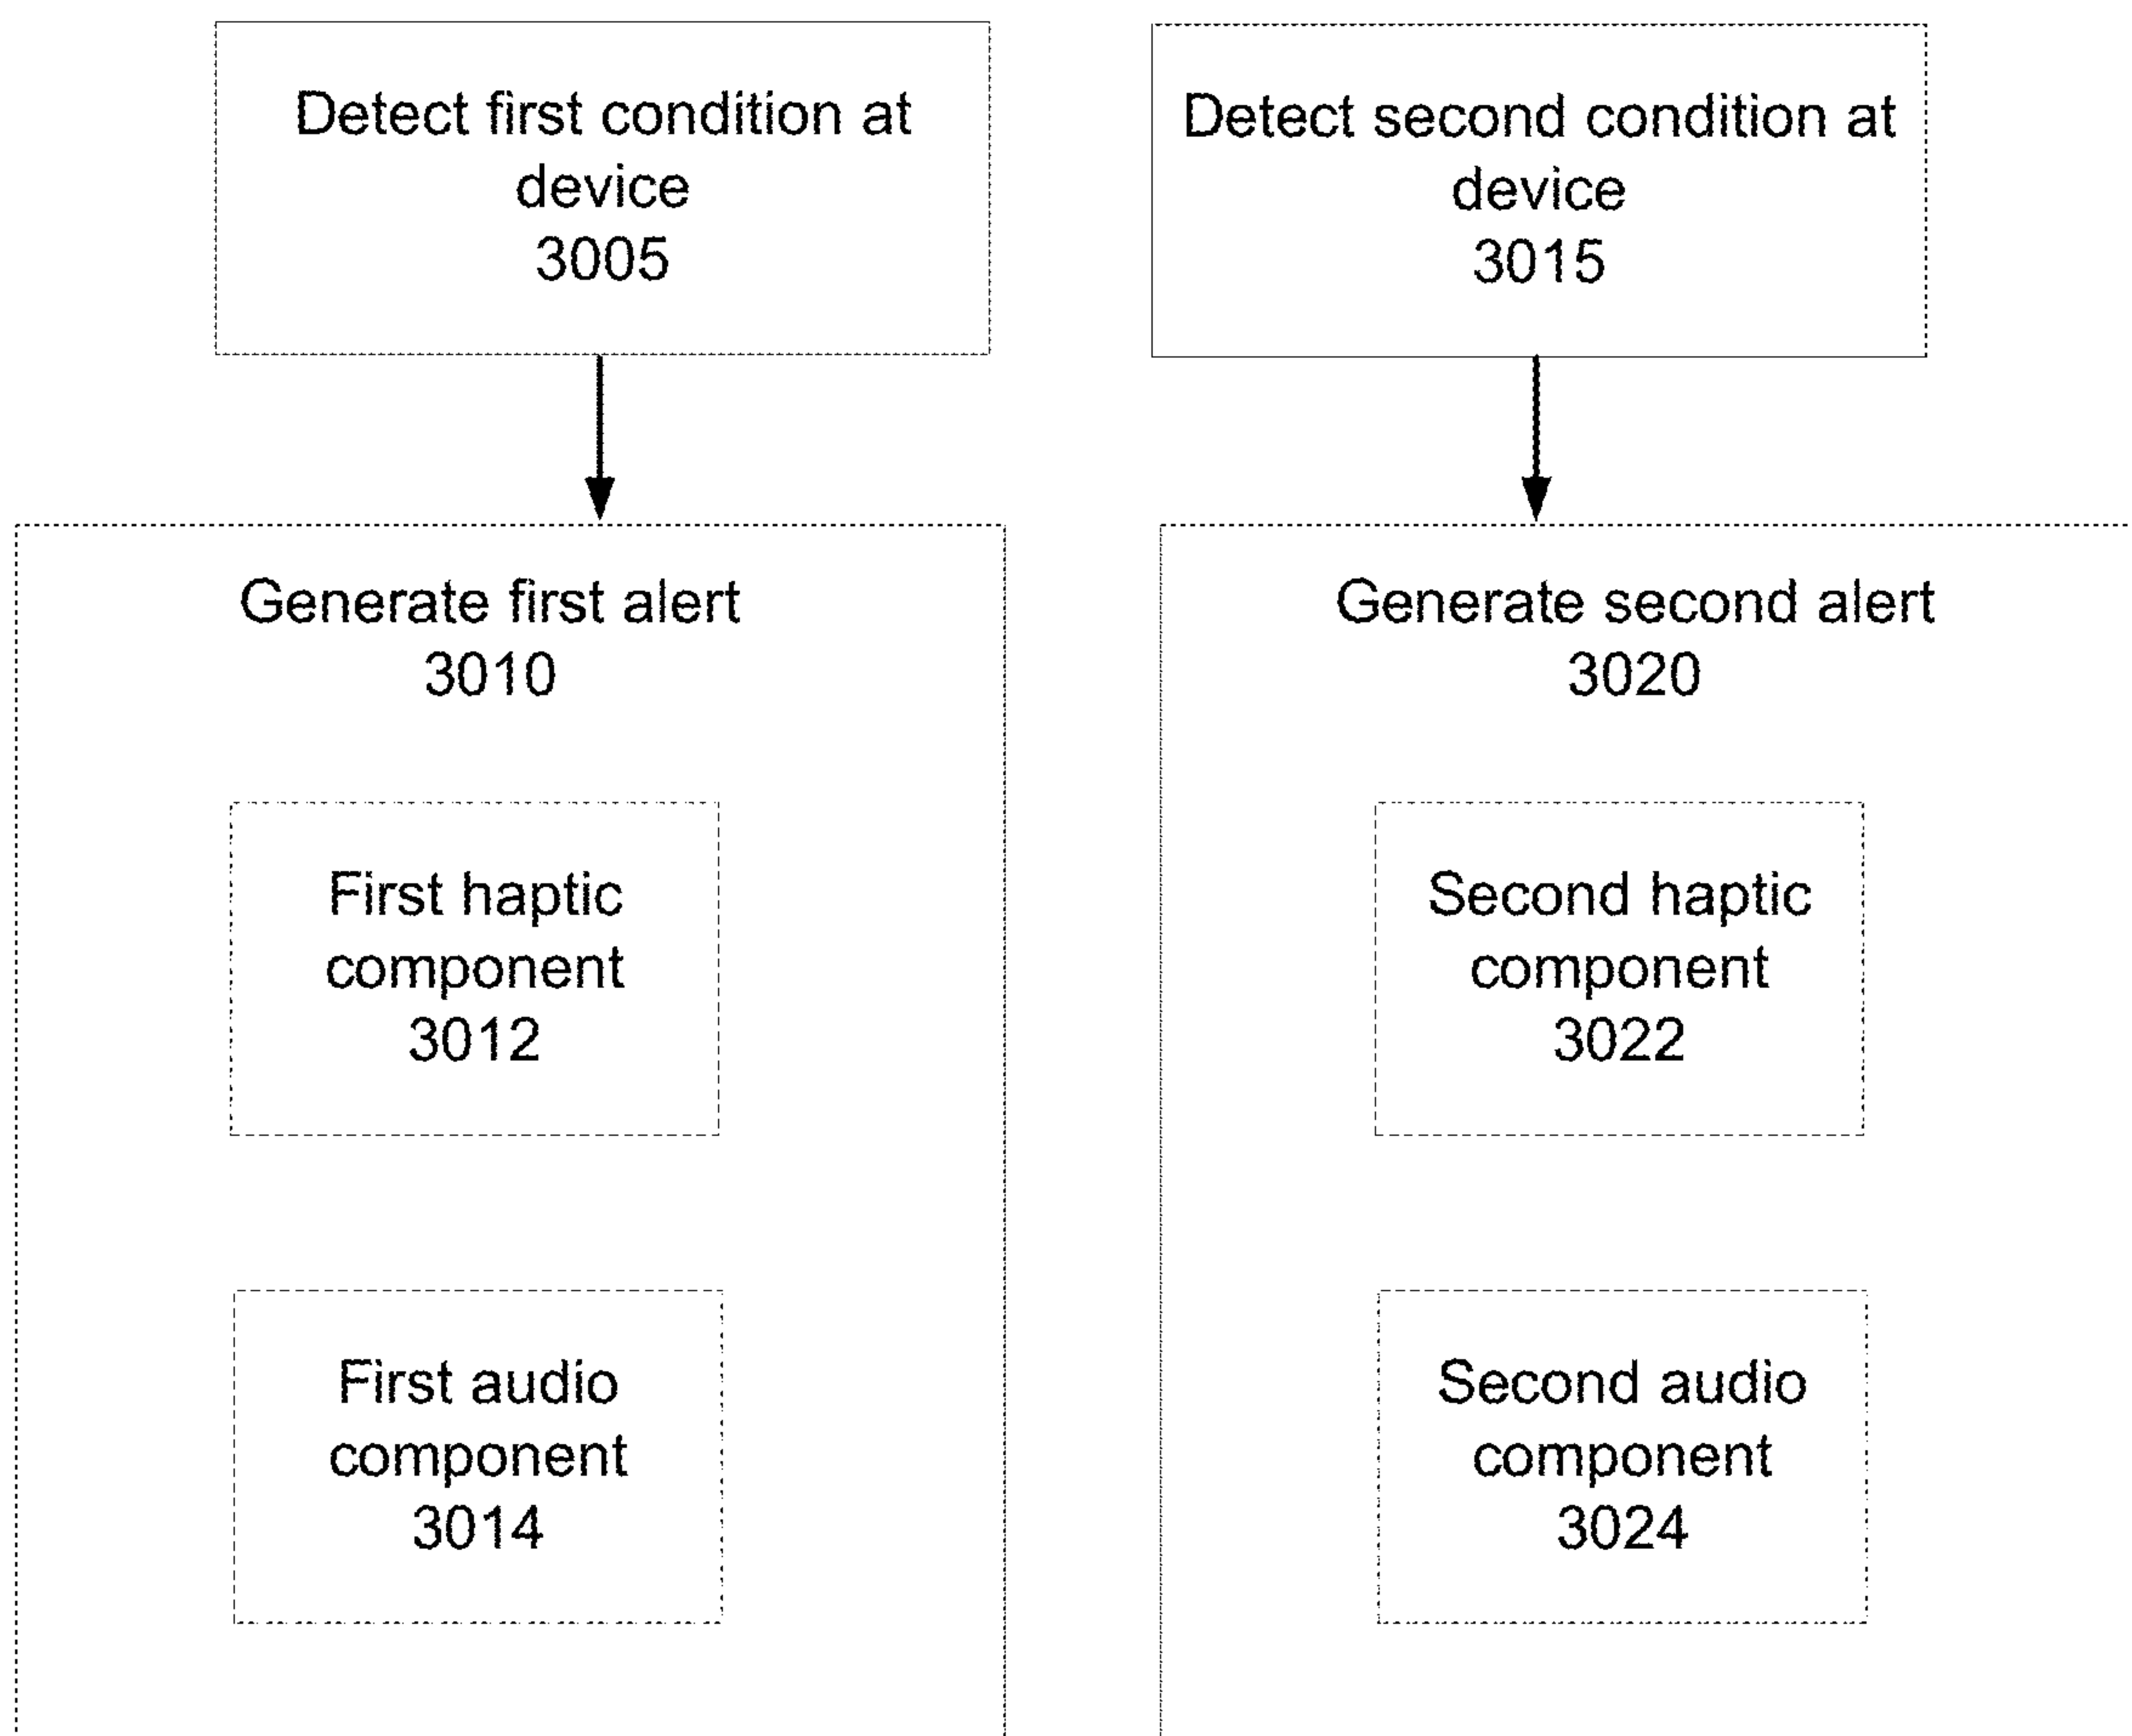 Detect first condition at
device
3005
Detect second condition at
device
3015
Generate first alert
3010
First haptic
component
3012
First audio
component
3014
Generate second alert
3020
Second haptic
component
3022
Second audio
component
3024